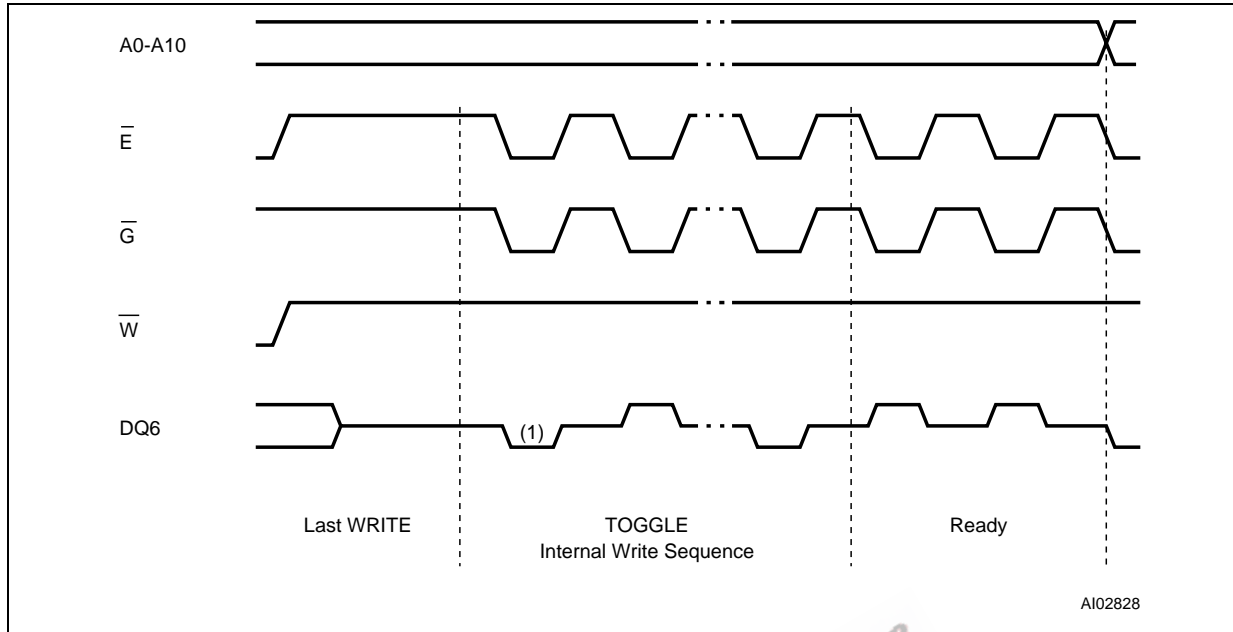 A0-A10
E̅
G̅
W̅
DQ6
(1)
Last WRITE
TOGGLE
Internal Write Sequence
Ready
AI02828